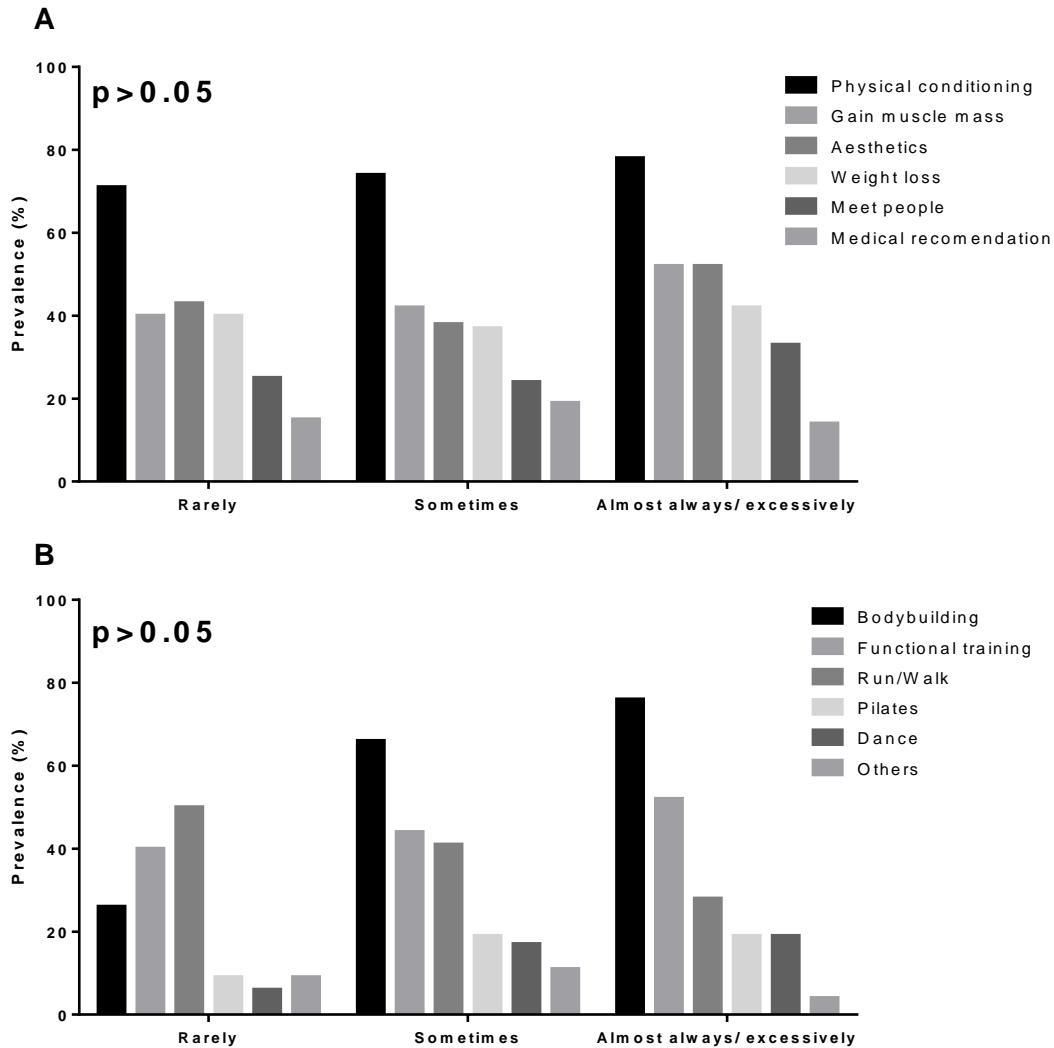 A
100
80
60
40
20
0
Prevalence (%)
p>0.05
Physical conditioning
Gain muscle mass
Aesthetics
Weight loss
Meet people
Medical recomendation
Rarely Sometimes Almost always/excessively
B
100
80
60
40
20
0
Prevalence (%)
p>0.05
Bodybuilding
Functional training
Run/Walk
Pilates
Dance
Others
Rarely Sometimes Almost always/excessively